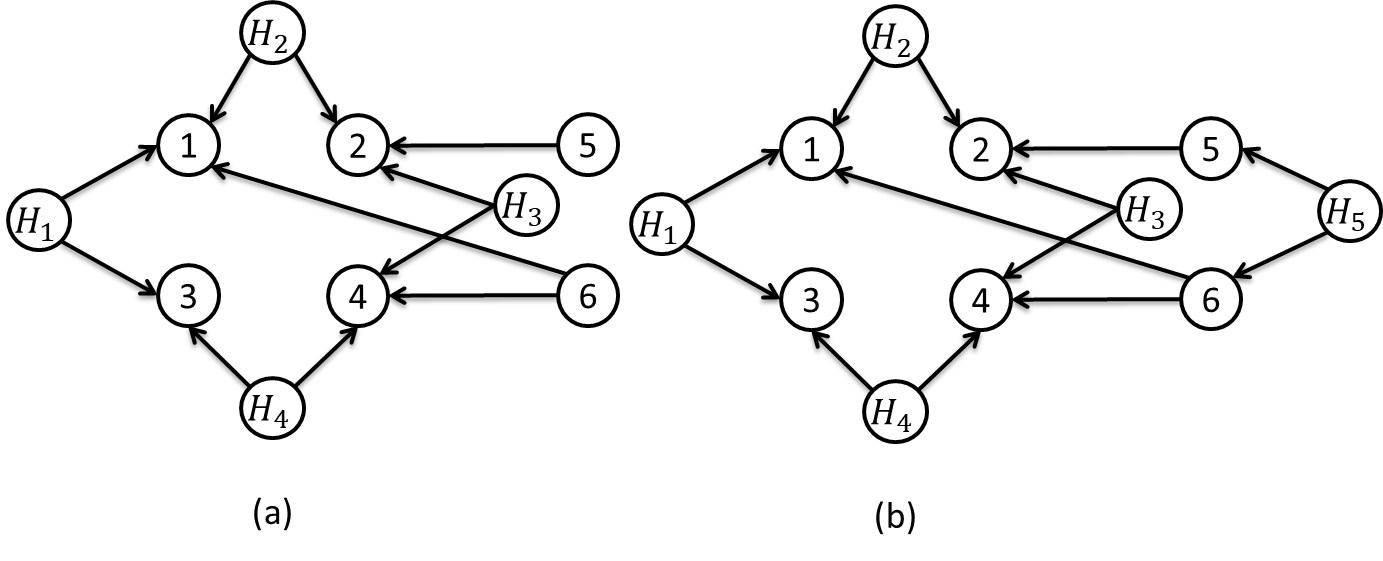 H₂ H₂
1 2 5 1 2 5
H₃ H₃
H₁ H₁ H₅
3 4 6 3 4 6
H₄ H₄
(a) (b)